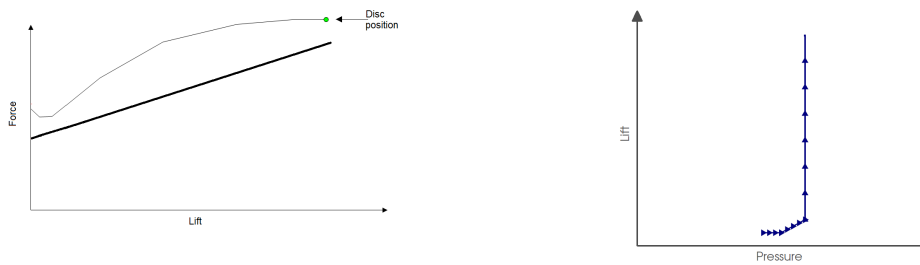 Disc
position
Force
Lift
Lift
Pressure